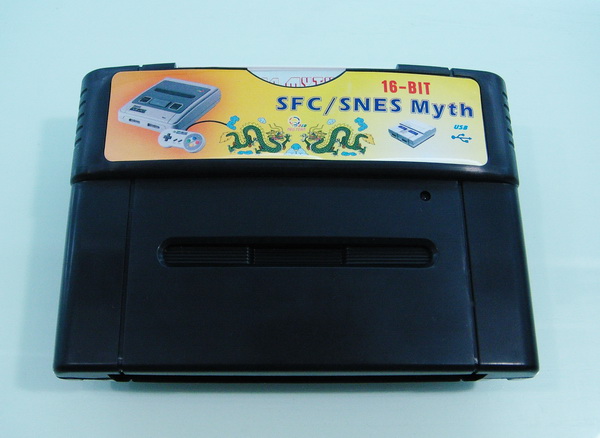 16-BIT
SFC/SNES Myth
USB